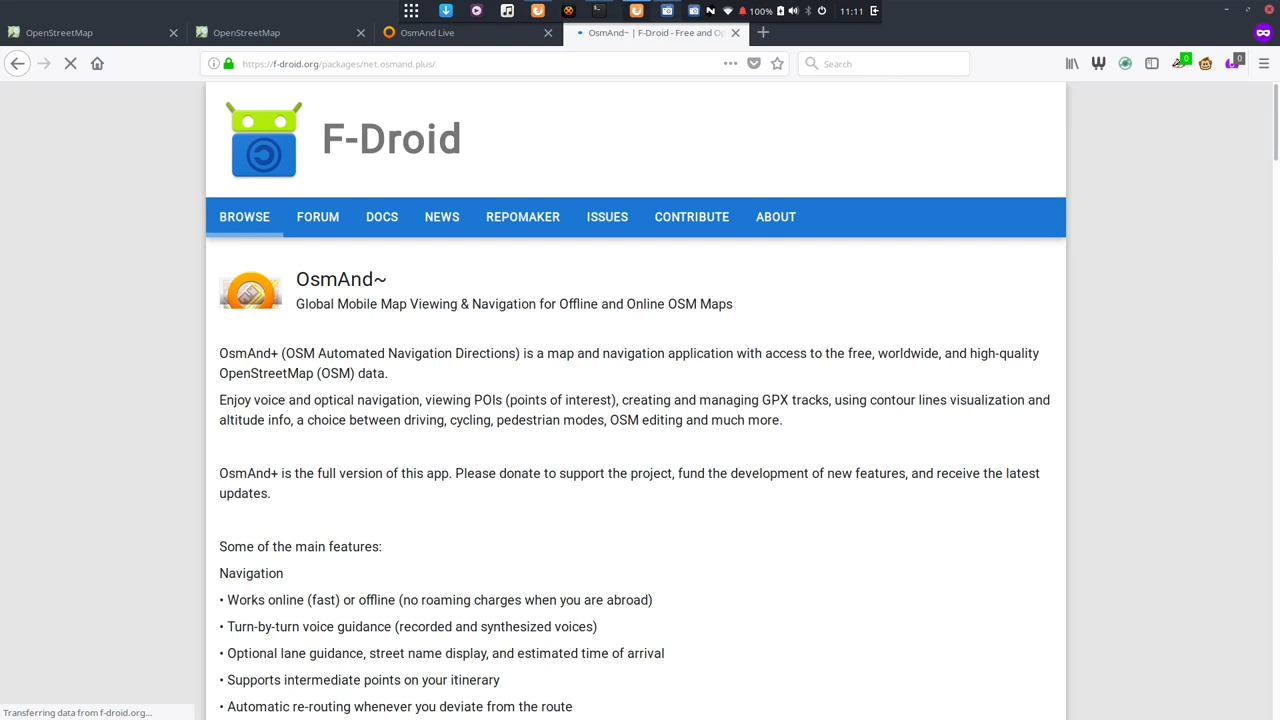 100%
11:11
OpenStreetMap
OpenStreetMap
OsmAnd Live
OsmAnd~ | F-Droid - Free and Op
https://f-droid.org/packages/net.osmand.plus/
Search
0
0
F-Droid
BROWSE
FORUM
DOCS
NEWS
REPOMAKER
ISSUES
CONTRIBUTE
ABOUT
OsmAnd~
Global Mobile Map Viewing & Navigation for Offline and Online OSM Maps
OsmAnd+ (OSM Automated Navigation Directions) is a map and navigation application with access to the free, worldwide, and high-quality
OpenStreetMap (OSM) data.
Enjoy voice and optical navigation, viewing POIs (points of interest), creating and managing GPX tracks, using contour lines visualization and
altitude info, a choice between driving, cycling, pedestrian modes, OSM editing and much more.
OsmAnd+ is the full version of this app. Please donate to support the project, fund the development of new features, and receive the latest
updates.
Some of the main features:
Navigation
• Works online (fast) or offline (no roaming charges when you are abroad)
• Turn-by-turn voice guidance (recorded and synthesized voices)
• Optional lane guidance, street name display, and estimated time of arrival
• Supports intermediate points on your itinerary
• Automatic re-routing whenever you deviate from the route
Transferring data from f-droid.org...